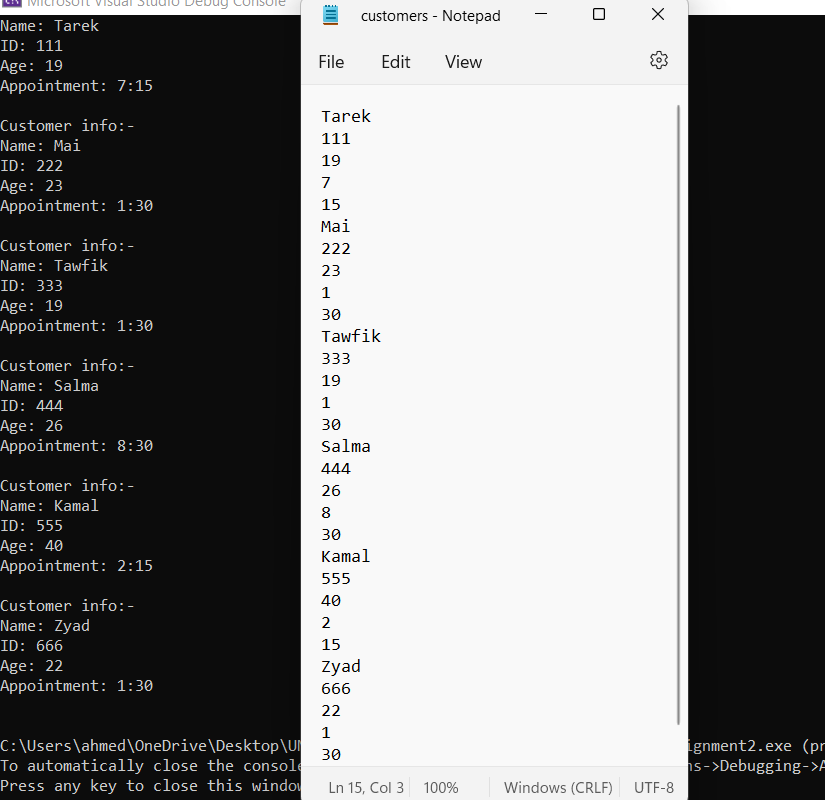 Microsoft Visual Studio Debug Console
Name: Tarek
ID: 111
Age: 19
Appointment: 7:15
Customer info:-
Name: Mai
ID: 222
Age: 23
Appointment: 1:30
Customer info:-
Name: Tawfik
ID: 333
Age: 19
Appointment: 1:30
Customer info:-
Name: Salma
ID: 444
Age: 26
Appointment: 8:30
Customer info:-
Name: Kamal
ID: 555
Age: 40
Appointment: 2:15
Customer info:-
Name: Zyad
ID: 666
Age: 22
Appointment: 1:30
C:\Users\ahmed\OneDrive\Desktop\UN
ignment2.exe (pr
To automatically close the console
ns->Debugging->A
Press any key to close this window
customers - Notepad
File Edit View
Tarek
111
19
7
15
Mai
222
23
1
30
Tawfik
333
19
1
30
Salma
444
26
8
30
Kamal
555
40
2
15
Zyad
666
22
1
30
Ln 15, Col 3 100% Windows (CRLF) UTF-8